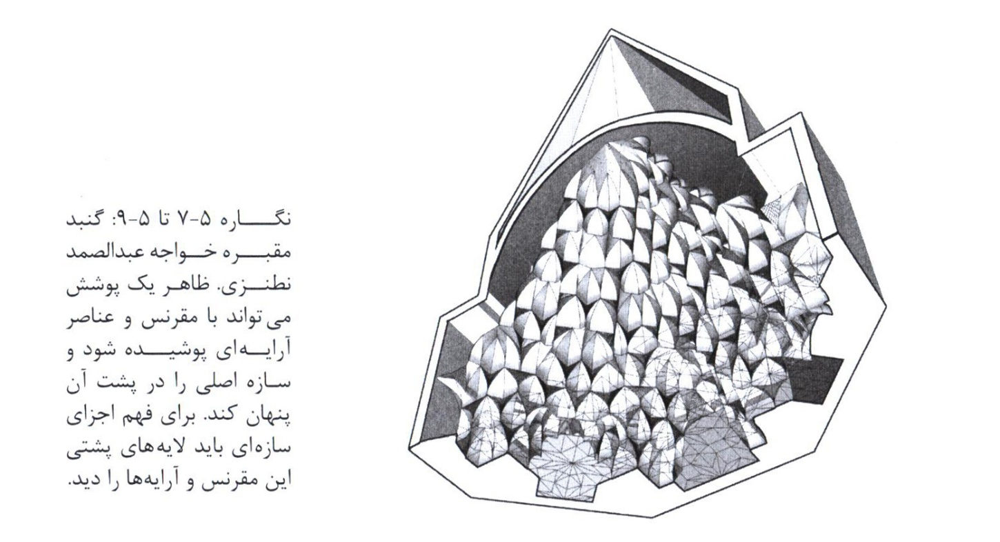 نگاره ۵-۷ تا ۵-۹: گنبد
مقبره خواجه عبدالصمد
نطنزی. ظاهر یک پوشش
می‌تواند با مقرنس و عناصر
آرایه‌ای پوشیده شود و
سازه اصلی را در پشت آن
پنهان کند. برای فهم اجزای
سازه‌ای باید لایه‌های پشتی
این مقرنس و آرایه‌ها را دید.